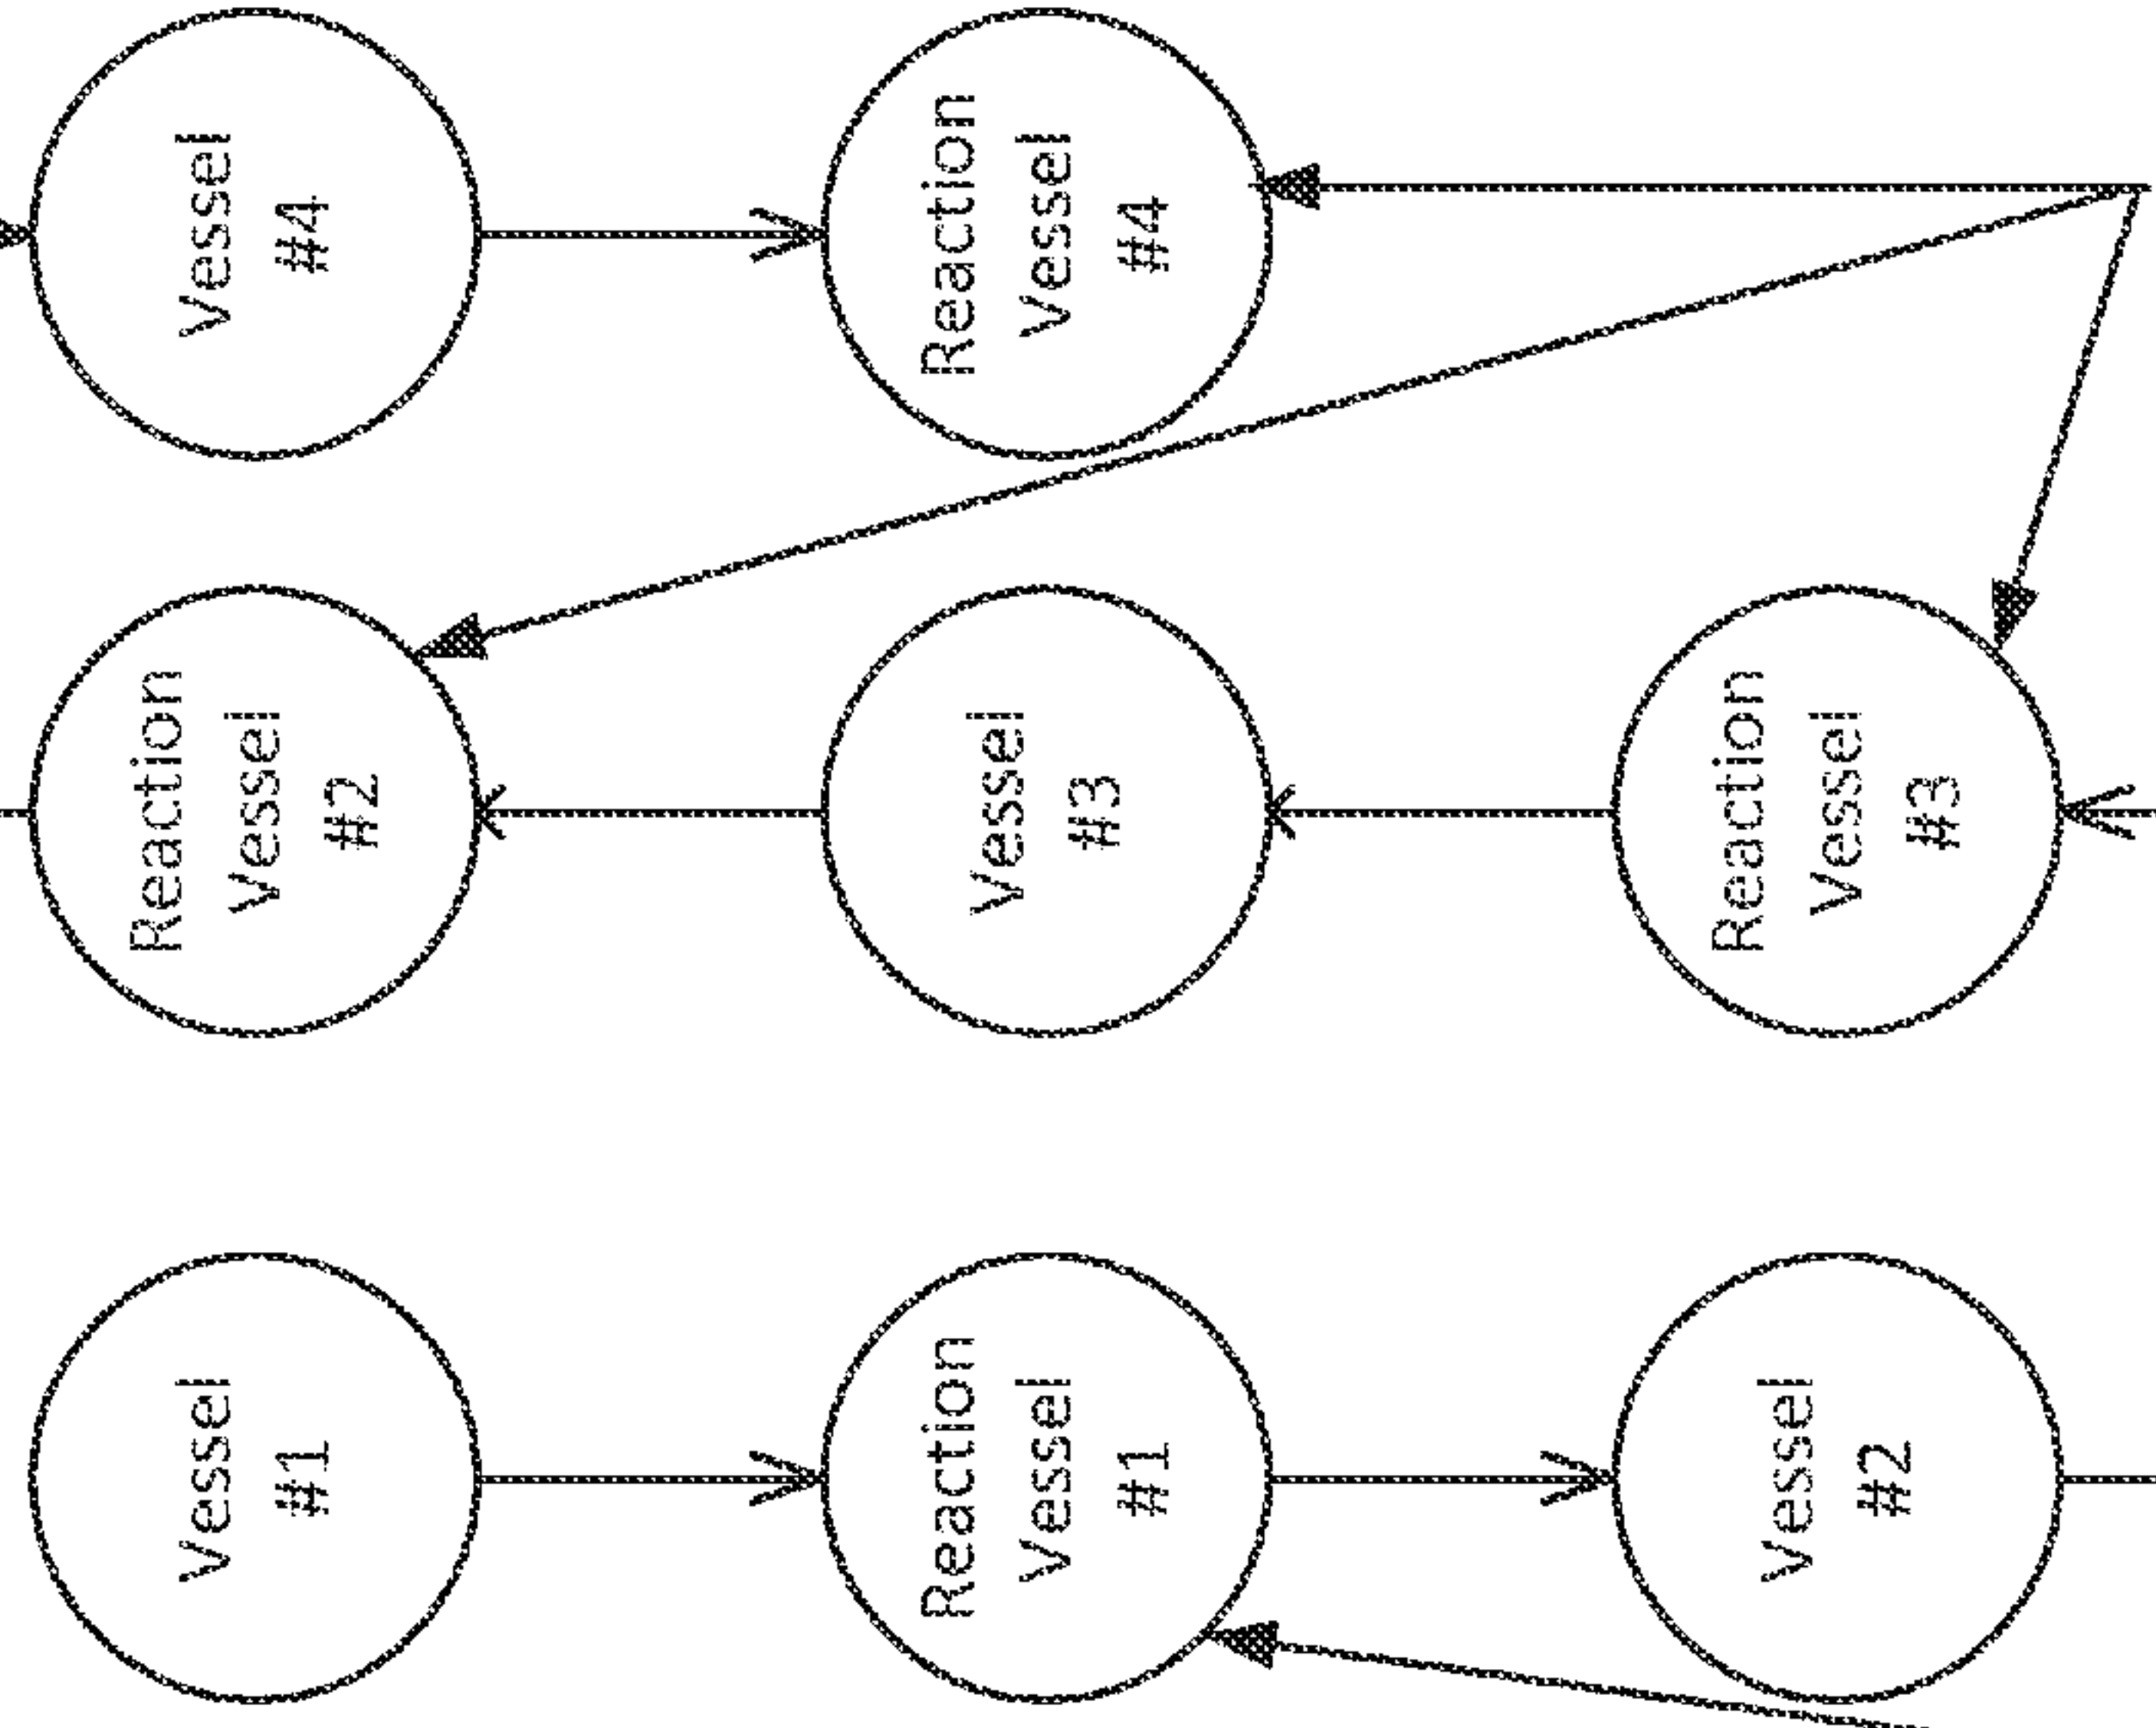 Vessel
#4
Reaction
Vessel
#4
Reaction
Vessel
#2
Vessel
#3
Reaction
Vessel
#3
Vessel
#1
Reaction
Vessel
#1
Vessel
#2